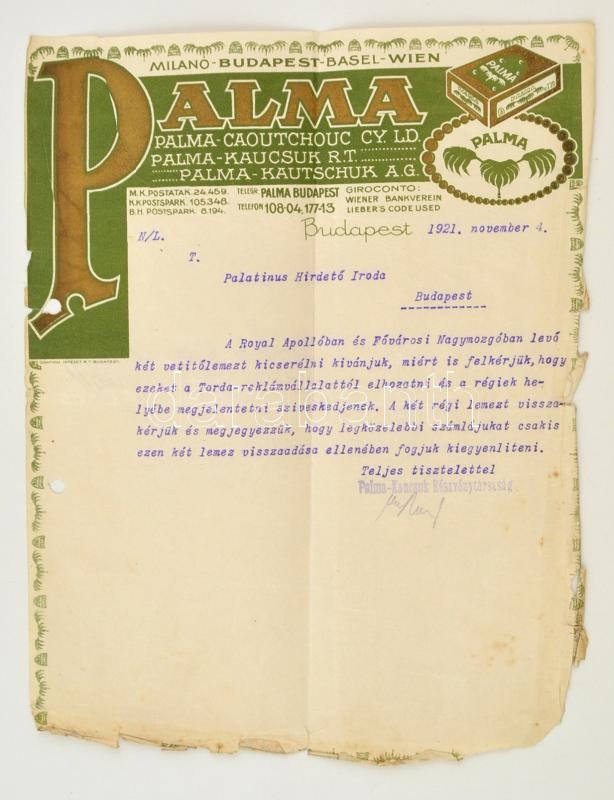 MILANO-BUDAPEST-BASEL-WIEN
PALMA
PALMA-CAOUTCHOUC CY. LD.
PALMA-KAUCSUK R.T.
PALMA-KAUTSCHUK A.G.
PALMA
PALMA
M.K. POSTATAK. 24.459.
K.K. POSTSPARK. 105.348.
B.H. POSTSPARK. 8.194.
TELEGR. PALMA BUDAPEST
TELEFON 108-04, 177-13
GIROCONTO:
WIENER BANKVEREIN
LIEBER'S CODE USED
Budapest 1921. november 4.
N/L.
T.
Palatinus Hirdető Iroda
Budapest
A Royal Apollóban és Fővárosi Nagymozgóban levő
két vetitőlemezt kicserélni kivánjuk, miért is felkérjük, hogy
ezeket a Torda-reklámvállalattól elhozatni és a régiek he-
lyébe megjelentetni sziveskedjenek. A két régi lemezt vissza-
kérjük és megjegyezzük, hogy legközelebbi számlájukat csakis
ezen két lemez visszaadása ellenében fogjuk kiegyenliteni.
Teljes tisztelettel
Palma-Kaucsuk Részvénytársaság
darabanth